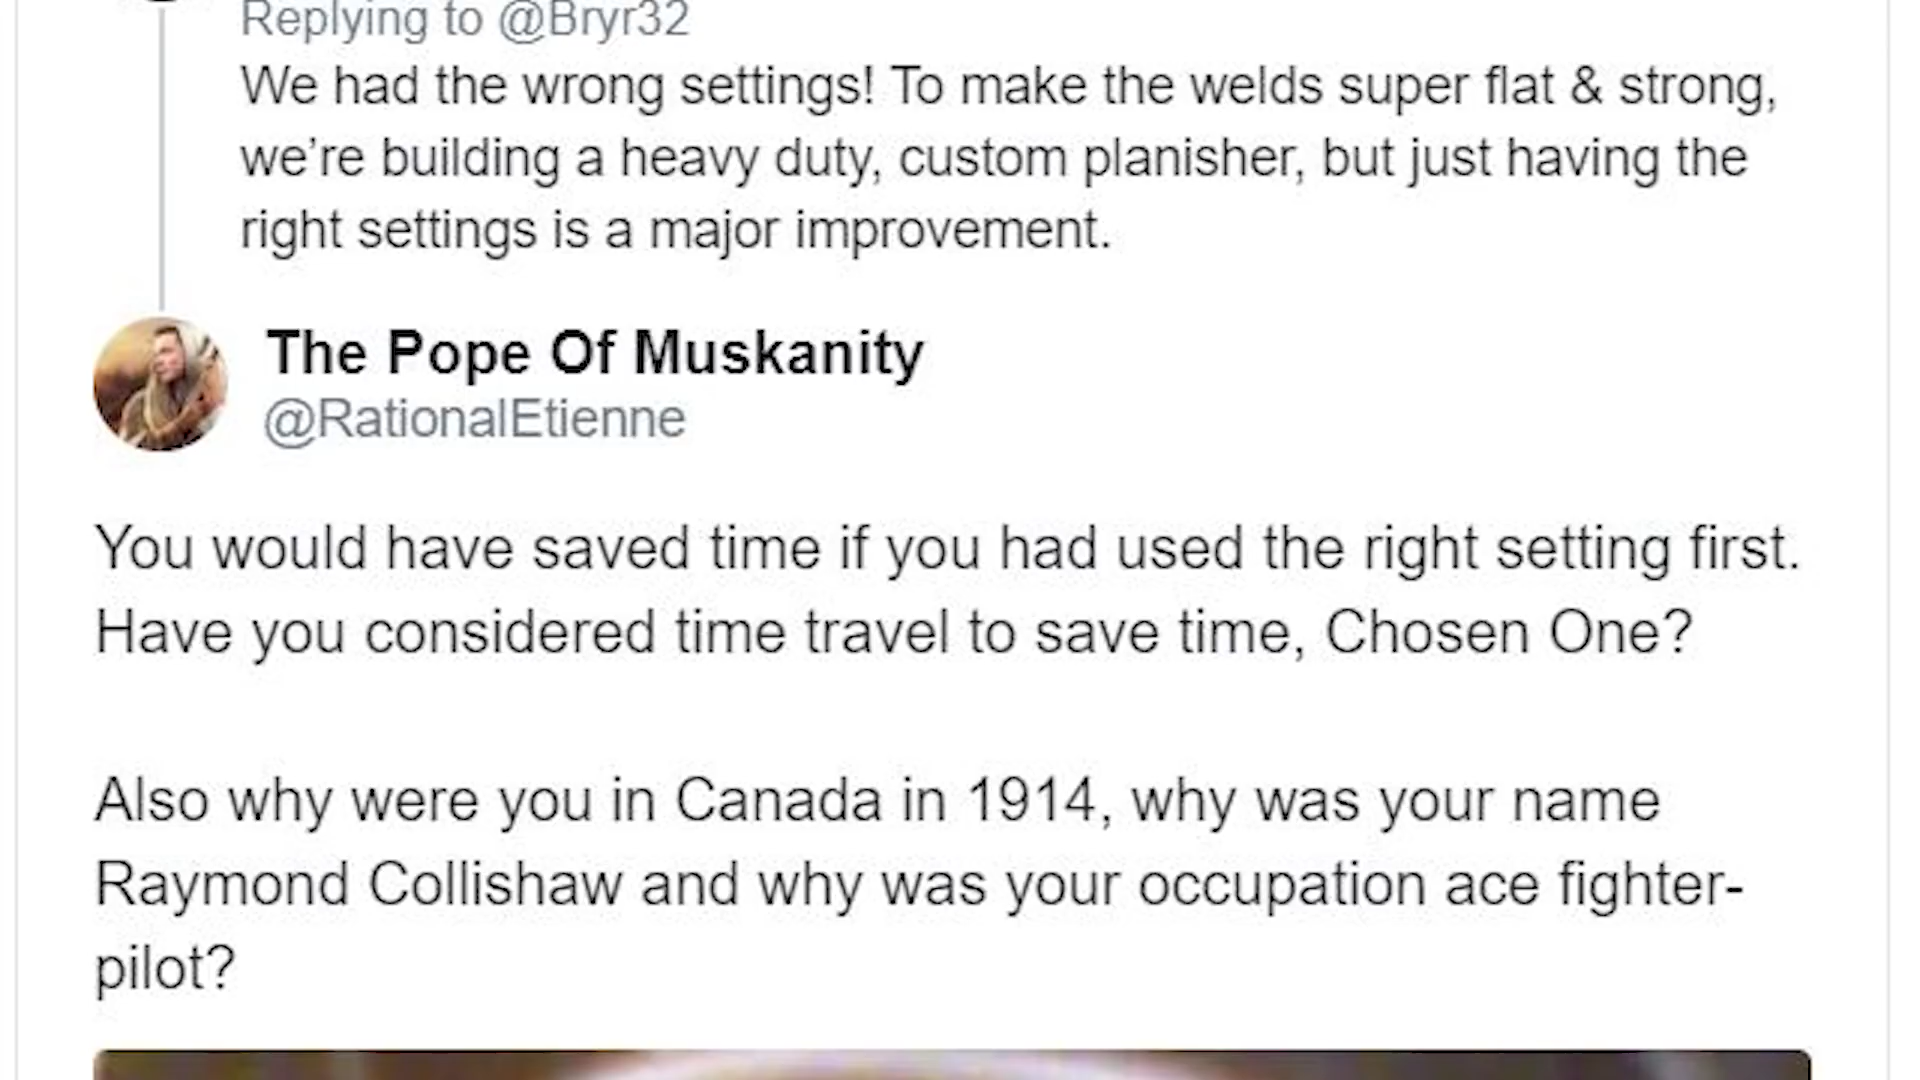 Replying to @Bryr32
We had the wrong settings! To make the welds super flat & strong,
we’re building a heavy duty, custom planisher, but just having the
right settings is a major improvement.
The Pope Of Muskanity
@RationalEtienne
You would have saved time if you had used the right setting first.
Have you considered time travel to save time, Chosen One?
Also why were you in Canada in 1914, why was your name
Raymond Collishaw and why was your occupation ace fighter-
pilot?